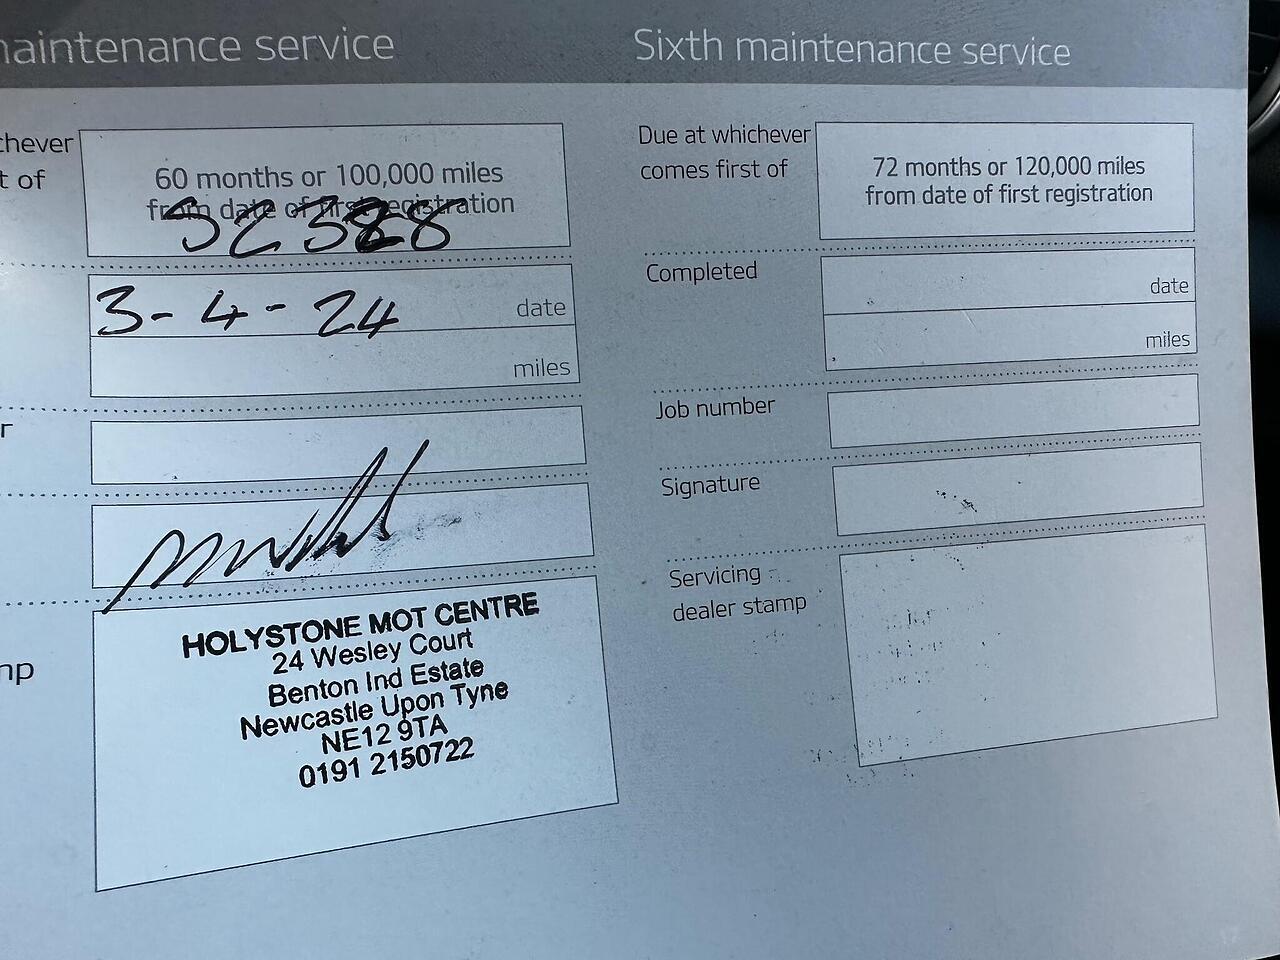 maintenance service
chever
t of
60 months or 100,000 miles
from date of first registration
3-4-24
date
miles
r
mp
HOLYSTONE MOT CENTRE
24 Wesley Court
Benton Ind Estate
Newcastle Upon Tyne
NE12 9TA
0191 2150722
Sixth maintenance service
Due at whichever
comes first of
72 months or 120,000 miles
from date of first registration
Completed
date
miles
Job number
Signature
Servicing
dealer stamp